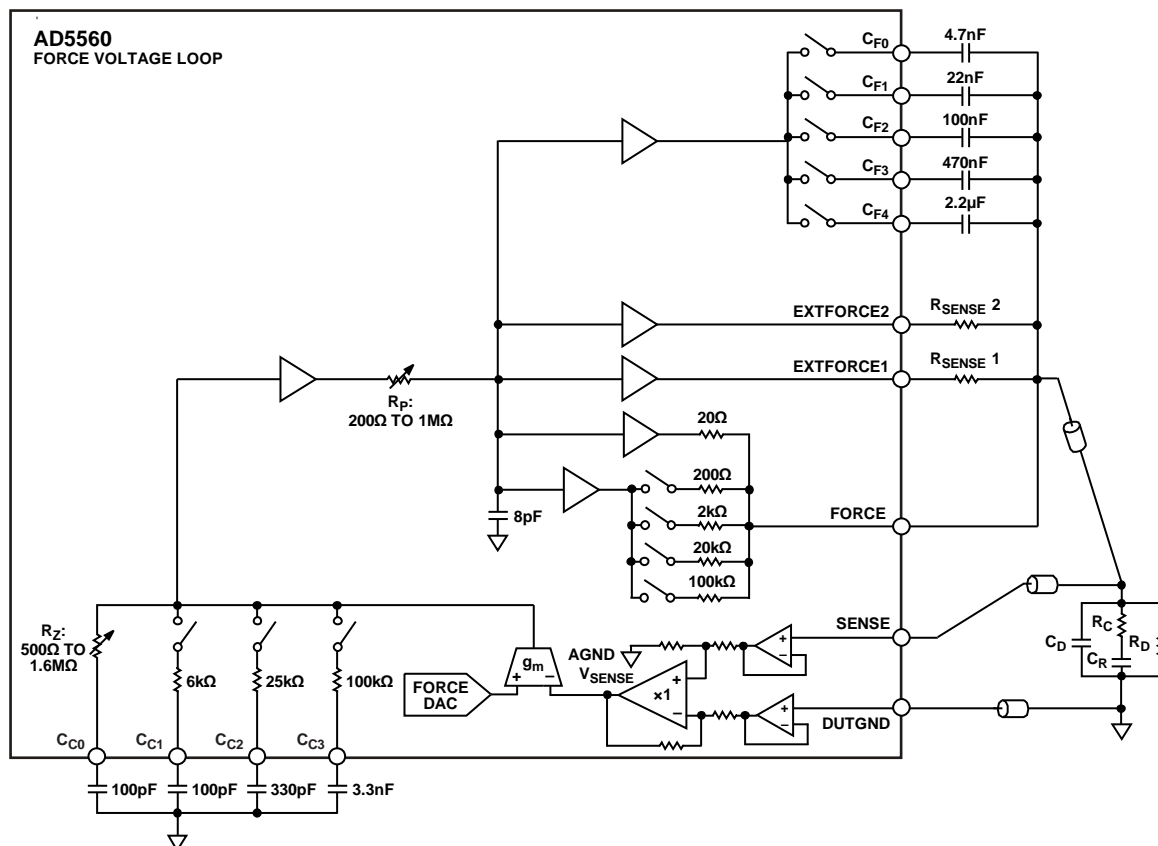 AD5560
FORCE VOLTAGE LOOP
CF0
4.7nF
CF1
22nF
CF2
100nF
CF3
470nF
CF4
2.2µF
EXTFORCE2
RSENSE 2
EXTFORCE1
RSENSE 1
RP:
200Ω TO 1MΩ
20Ω
200Ω
8pF
2kΩ
FORCE
20kΩ
100kΩ
RZ:
500Ω TO
1.6MΩ
6kΩ
25kΩ
100kΩ
gm
+ −
FORCE
DAC
AGND
VSENSE
×1
+
−
+
−
+
−
SENSE
DUTGND
CD
RC
CR
RD
CC0
CC1
CC2
CC3
100pF
100pF
330pF
3.3nF